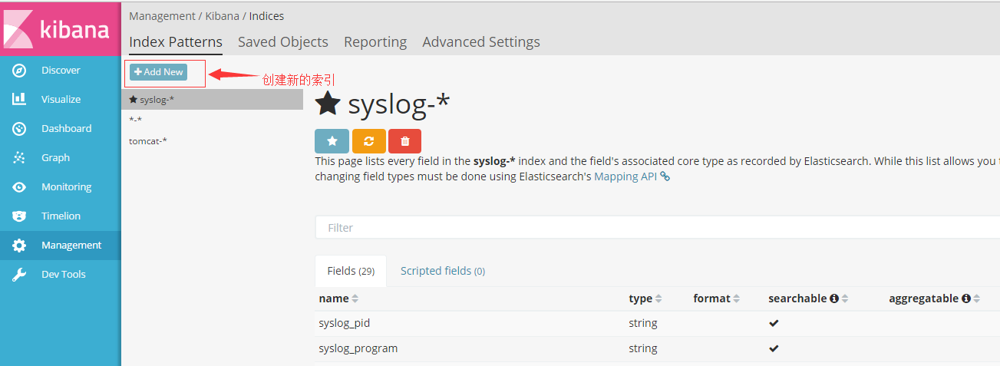 kibana
Discover
Visualize
Dashboard
Graph
Monitoring
Timelion
Management
Dev Tools
Management / Kibana / Indices
Index Patterns Saved Objects Reporting Advanced Settings
Add New
创建新的索引
syslog-*
*-*
tomcat-*
syslog-*
This page lists every field in the syslog-* index and the field's associated core type as recorded by Elasticsearch. While this list allows you
changing field types must be done using Elasticsearch's Mapping API
Filter
Fields (29) Scripted fields (0)
name type format searchable aggregatable
syslog_pid string
syslog_program string